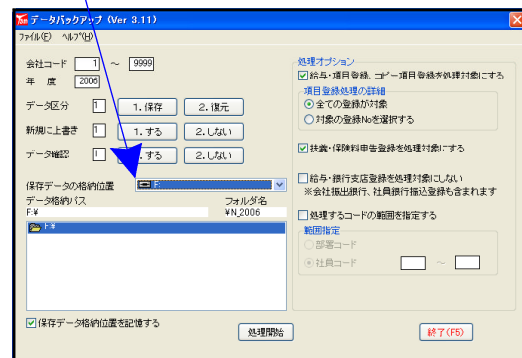 データバックアップ (Ver 3.11)
ファイル(F) ヘルプ(H)
会社コード 1 ～ 9999
年 度 2006
データ区分 1 1.保存 2.復元
新規に上書き 1 1.する 2.しない
データ確認 1 1.する 2.しない
保存データの格納位置 F:
データ格納パス フォルダ名
F:¥ ¥N_2006
F:¥
保存データ格納位置を記憶する
処理開始
処理オプション
給与・項目登録、コピー項目登録を処理対象にする
項目登録処理の詳細
全ての登録が対象
対象の登録Noを選択する
扶養・保険料申告登録を処理対象にする
給与・銀行支店登録を処理対象にしない
※会社振出銀行、社員銀行振込登録も含まれます
処理するコードの範囲を指定する
範囲指定
部署コード
社員コード ～
終了(F5)